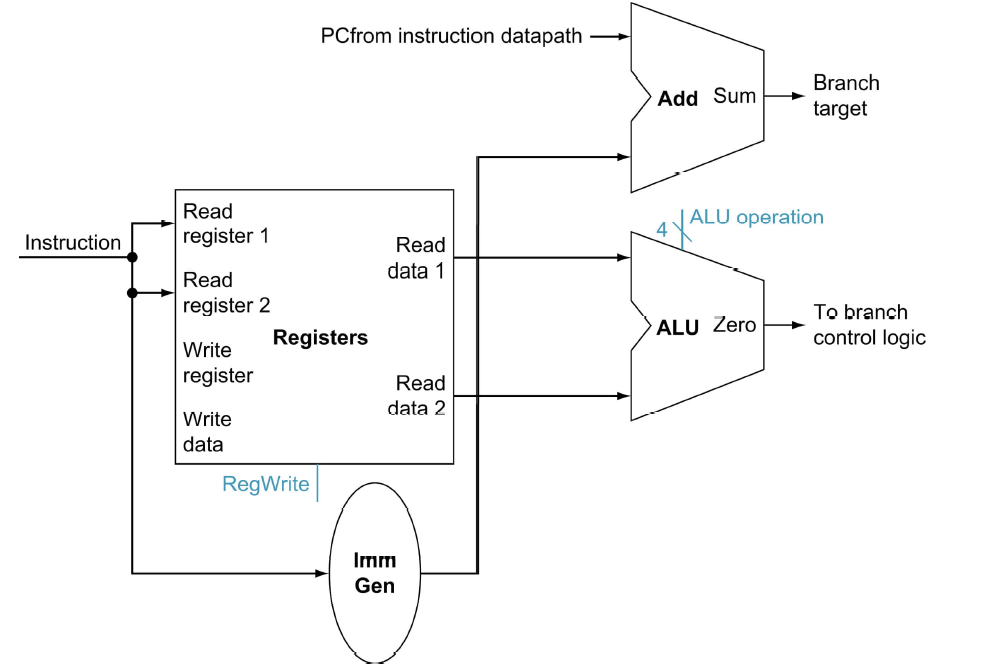 PCfrom instruction datapath
Add Sum
Branch
target
ALU operation
4
Instruction
Read
register 1
Read
data 1
Read
register 2
Registers
Write
register
Read
data 2
Write
data
RegWrite
ALU Zero
To branch
control logic
Imm
Gen